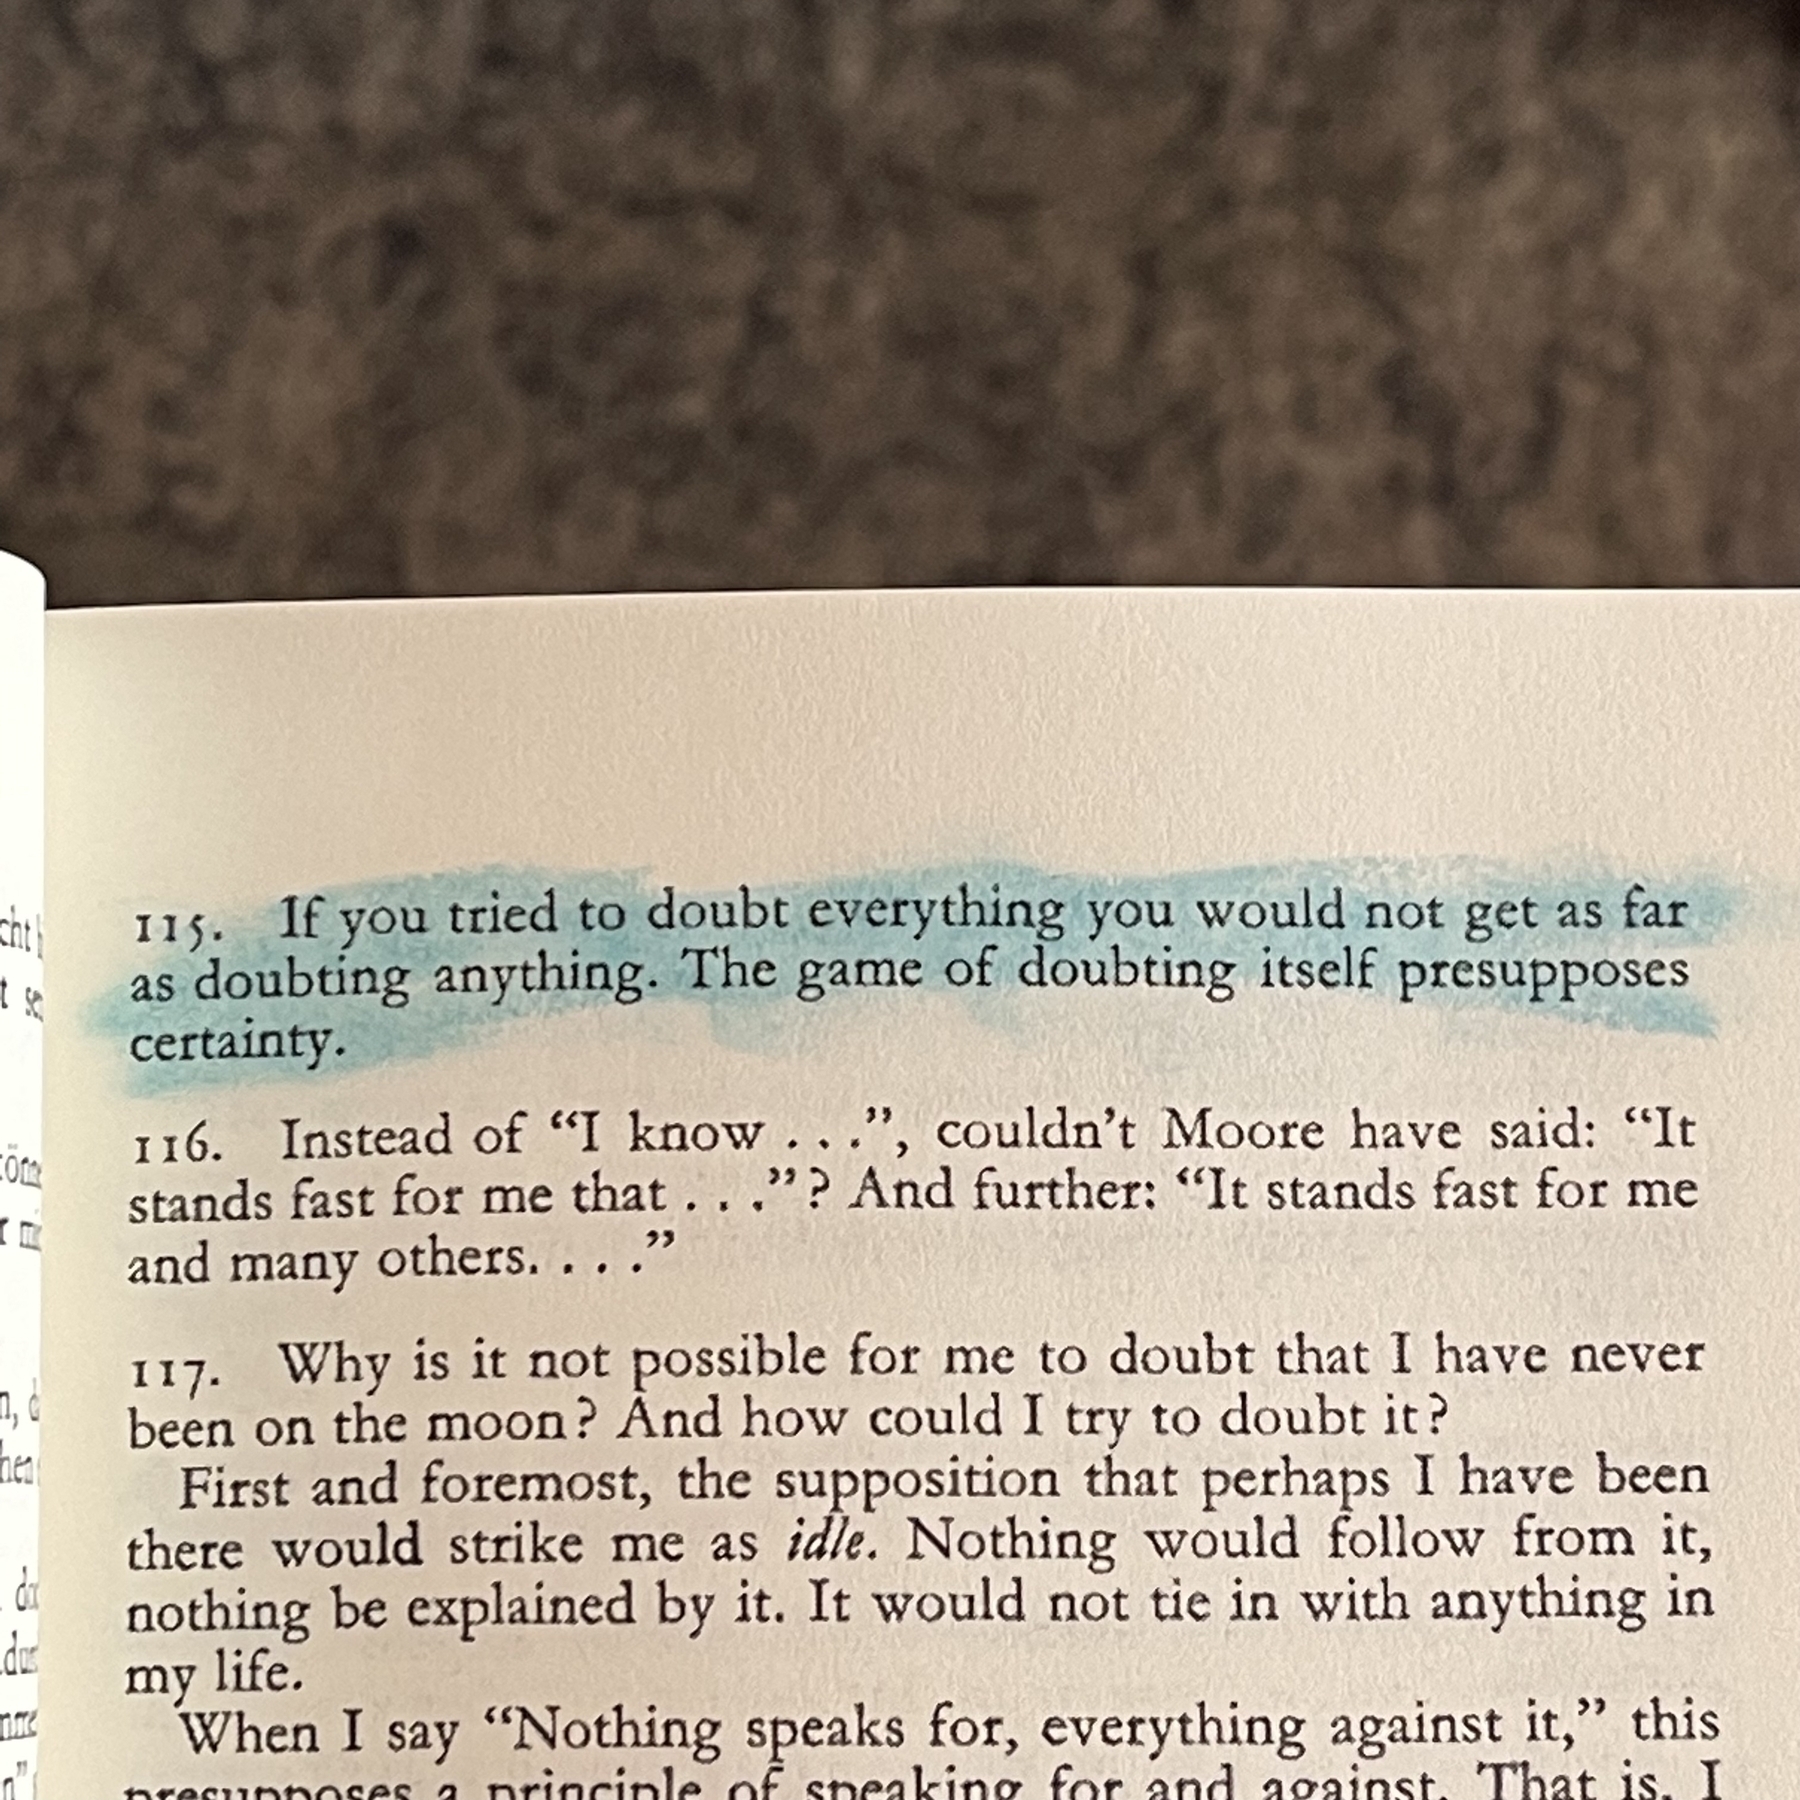 115. If you tried to doubt everything you would not get as far
as doubting anything. The game of doubting itself presupposes
certainty.
116. Instead of “I know . . .”, couldn’t Moore have said: “It
stands fast for me that . . .”? And further: “It stands fast for me
and many others. . . .”
117. Why is it not possible for me to doubt that I have never
been on the moon? And how could I try to doubt it?
First and foremost, the supposition that perhaps I have been
there would strike me as idle. Nothing would follow from it,
nothing be explained by it. It would not tie in with anything in
my life.
When I say “Nothing speaks for, everything against it,” this
presupposes a principle of speaking for and against. That is, I